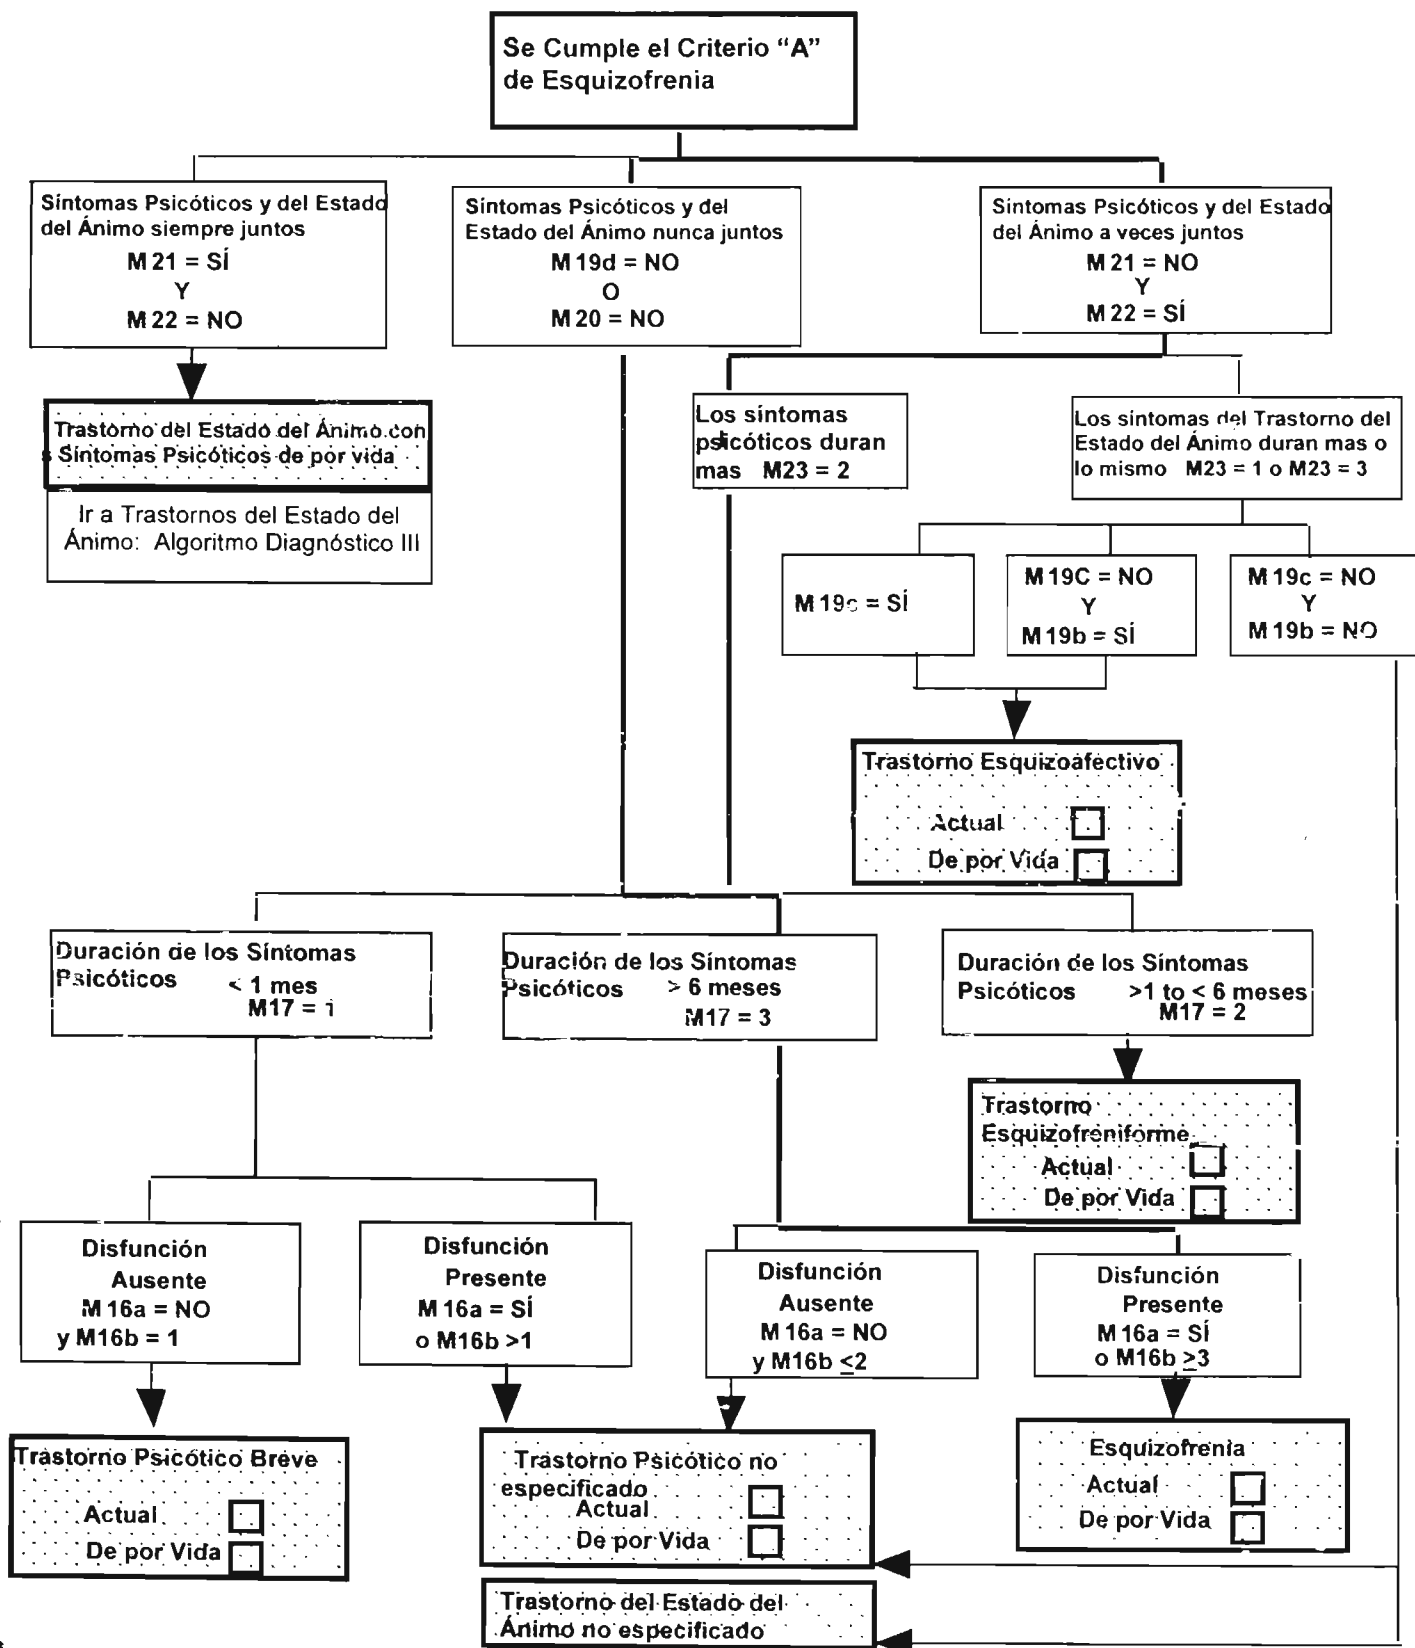 Se Cumple el Criterio “A”
de Esquizofrenia
Síntomas Psicóticos y del Estado
del Ánimo siempre juntos
M 21 = SÍ
Y
M 22 = NO
Síntomas Psicóticos y del
Estado del Ánimo nunca juntos
M 19d = NO
O
M 20 = NO
Síntomas Psicóticos y del Estado
del Ánimo a veces juntos
M 21 = NO
Y
M 22 = SÍ
Trastorno del Estado del Ánimo con
s Síntomas Psicóticos de por vida
Ir a Trastornos del Estado del
Ánimo: Algoritmo Diagnóstico III
Los síntomas
psicóticos duran
mas M23 = 2
Los síntomas del Trastorno del
Estado del Ánimo duran mas o
lo mismo M23 = 1 o M23 = 3
M 19c = SÍ
M 19C = NO
Y
M 19b = SÍ
M 19c = NO
Y
M 19b = NO
Trastorno Esquizoafectivo
Actual
De por Vida
Duración de los Síntomas
Psicóticos < 1 mes
M17 = 1
Duración de los Síntomas
Psicóticos > 6 meses
M17 = 3
Duración de los Síntomas
Psicóticos >1 to < 6 meses
M17 = 2
Trastorno
Esquizofreniforme
Actual
De por Vida
Disfunción
Ausente
M 16a = NO
y M16b = 1
Disfunción
Presente
M 16a = SÍ
o M16b >1
Disfunción
Ausente
M 16a = NO
y M16b ≤2
Disfunción
Presente
M 16a = SÍ
o M16b ≥3
Trastorno Psicótico Breve
Actual
De por Vida
Trastorno Psicótico no
especificado
Actual
De por Vida
Esquizofrenia
Actual
De por Vida
Trastorno del Estado del
Ánimo no especificado